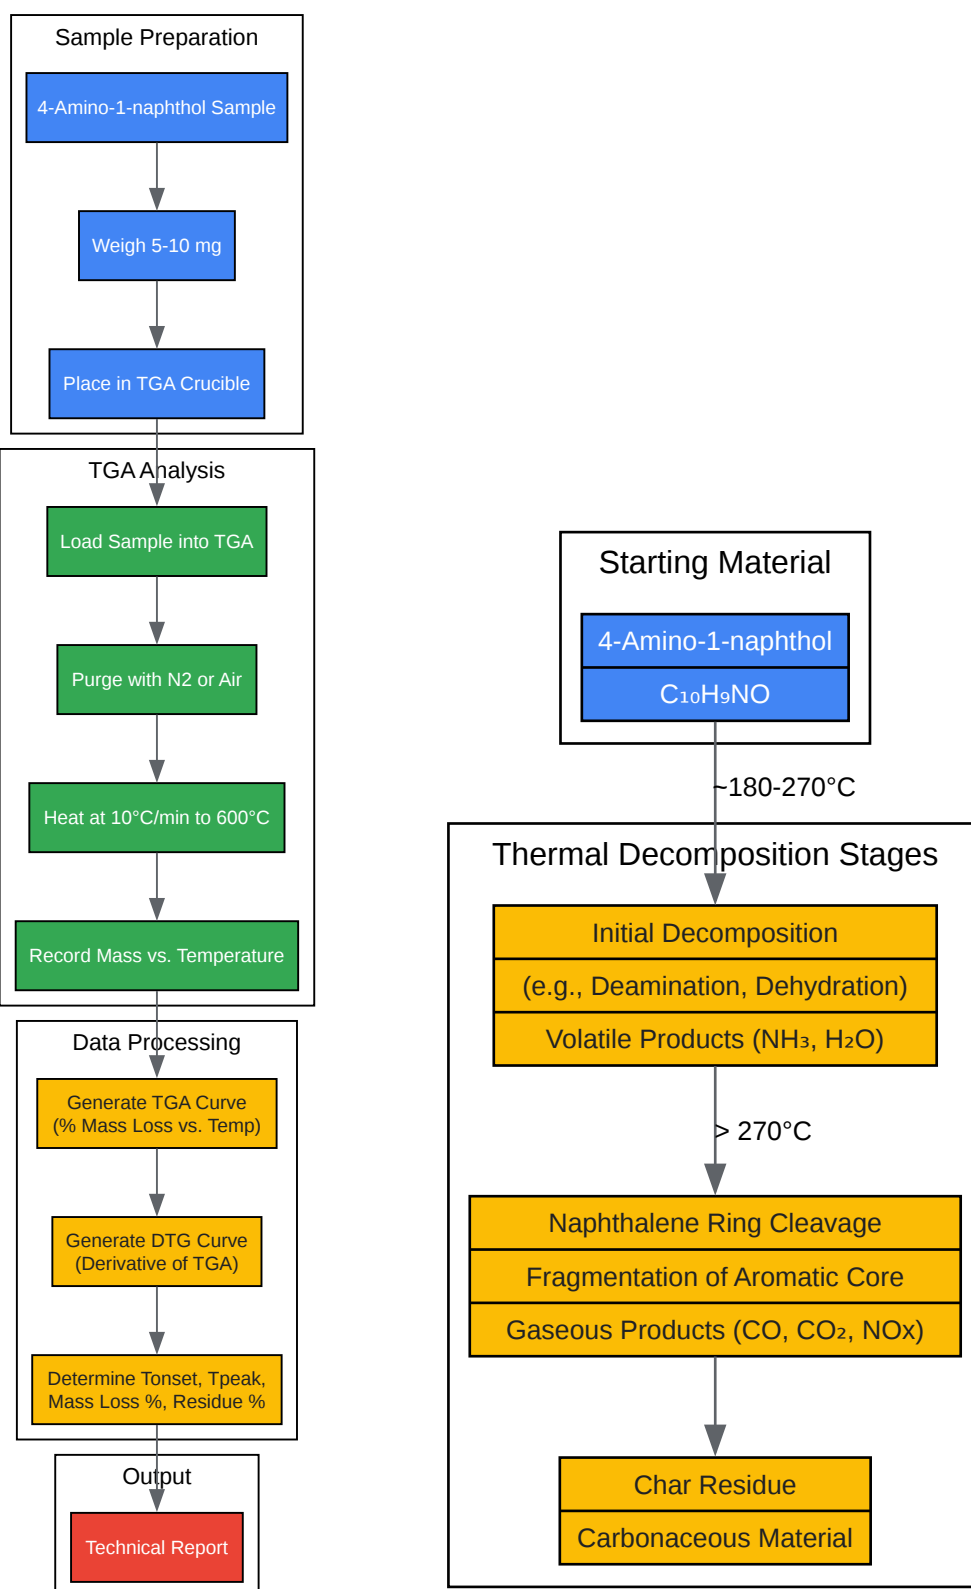 Sample Preparation
4-Amino-1-naphthol Sample
Weigh 5-10 mg
Place in TGA Crucible
TGA Analysis
Load Sample into TGA
Purge with N2 or Air
Heat at 10°C/min to 600°C
Record Mass vs. Temperature
Data Processing
Generate TGA Curve
(% Mass Loss vs. Temp)
Generate DTG Curve
(Derivative of TGA)
Determine Tonset, Tpeak,
Mass Loss %, Residue %
Output
Technical Report
Starting Material
4-Amino-1-naphthol
C₁₀H₉NO
~180-270°C
Thermal Decomposition Stages
Initial Decomposition
(e.g., Deamination, Dehydration)
Volatile Products (NH₃, H₂O)
> 270°C
Naphthalene Ring Cleavage
Fragmentation of Aromatic Core
Gaseous Products (CO, CO₂, NOx)
Char Residue
Carbonaceous Material